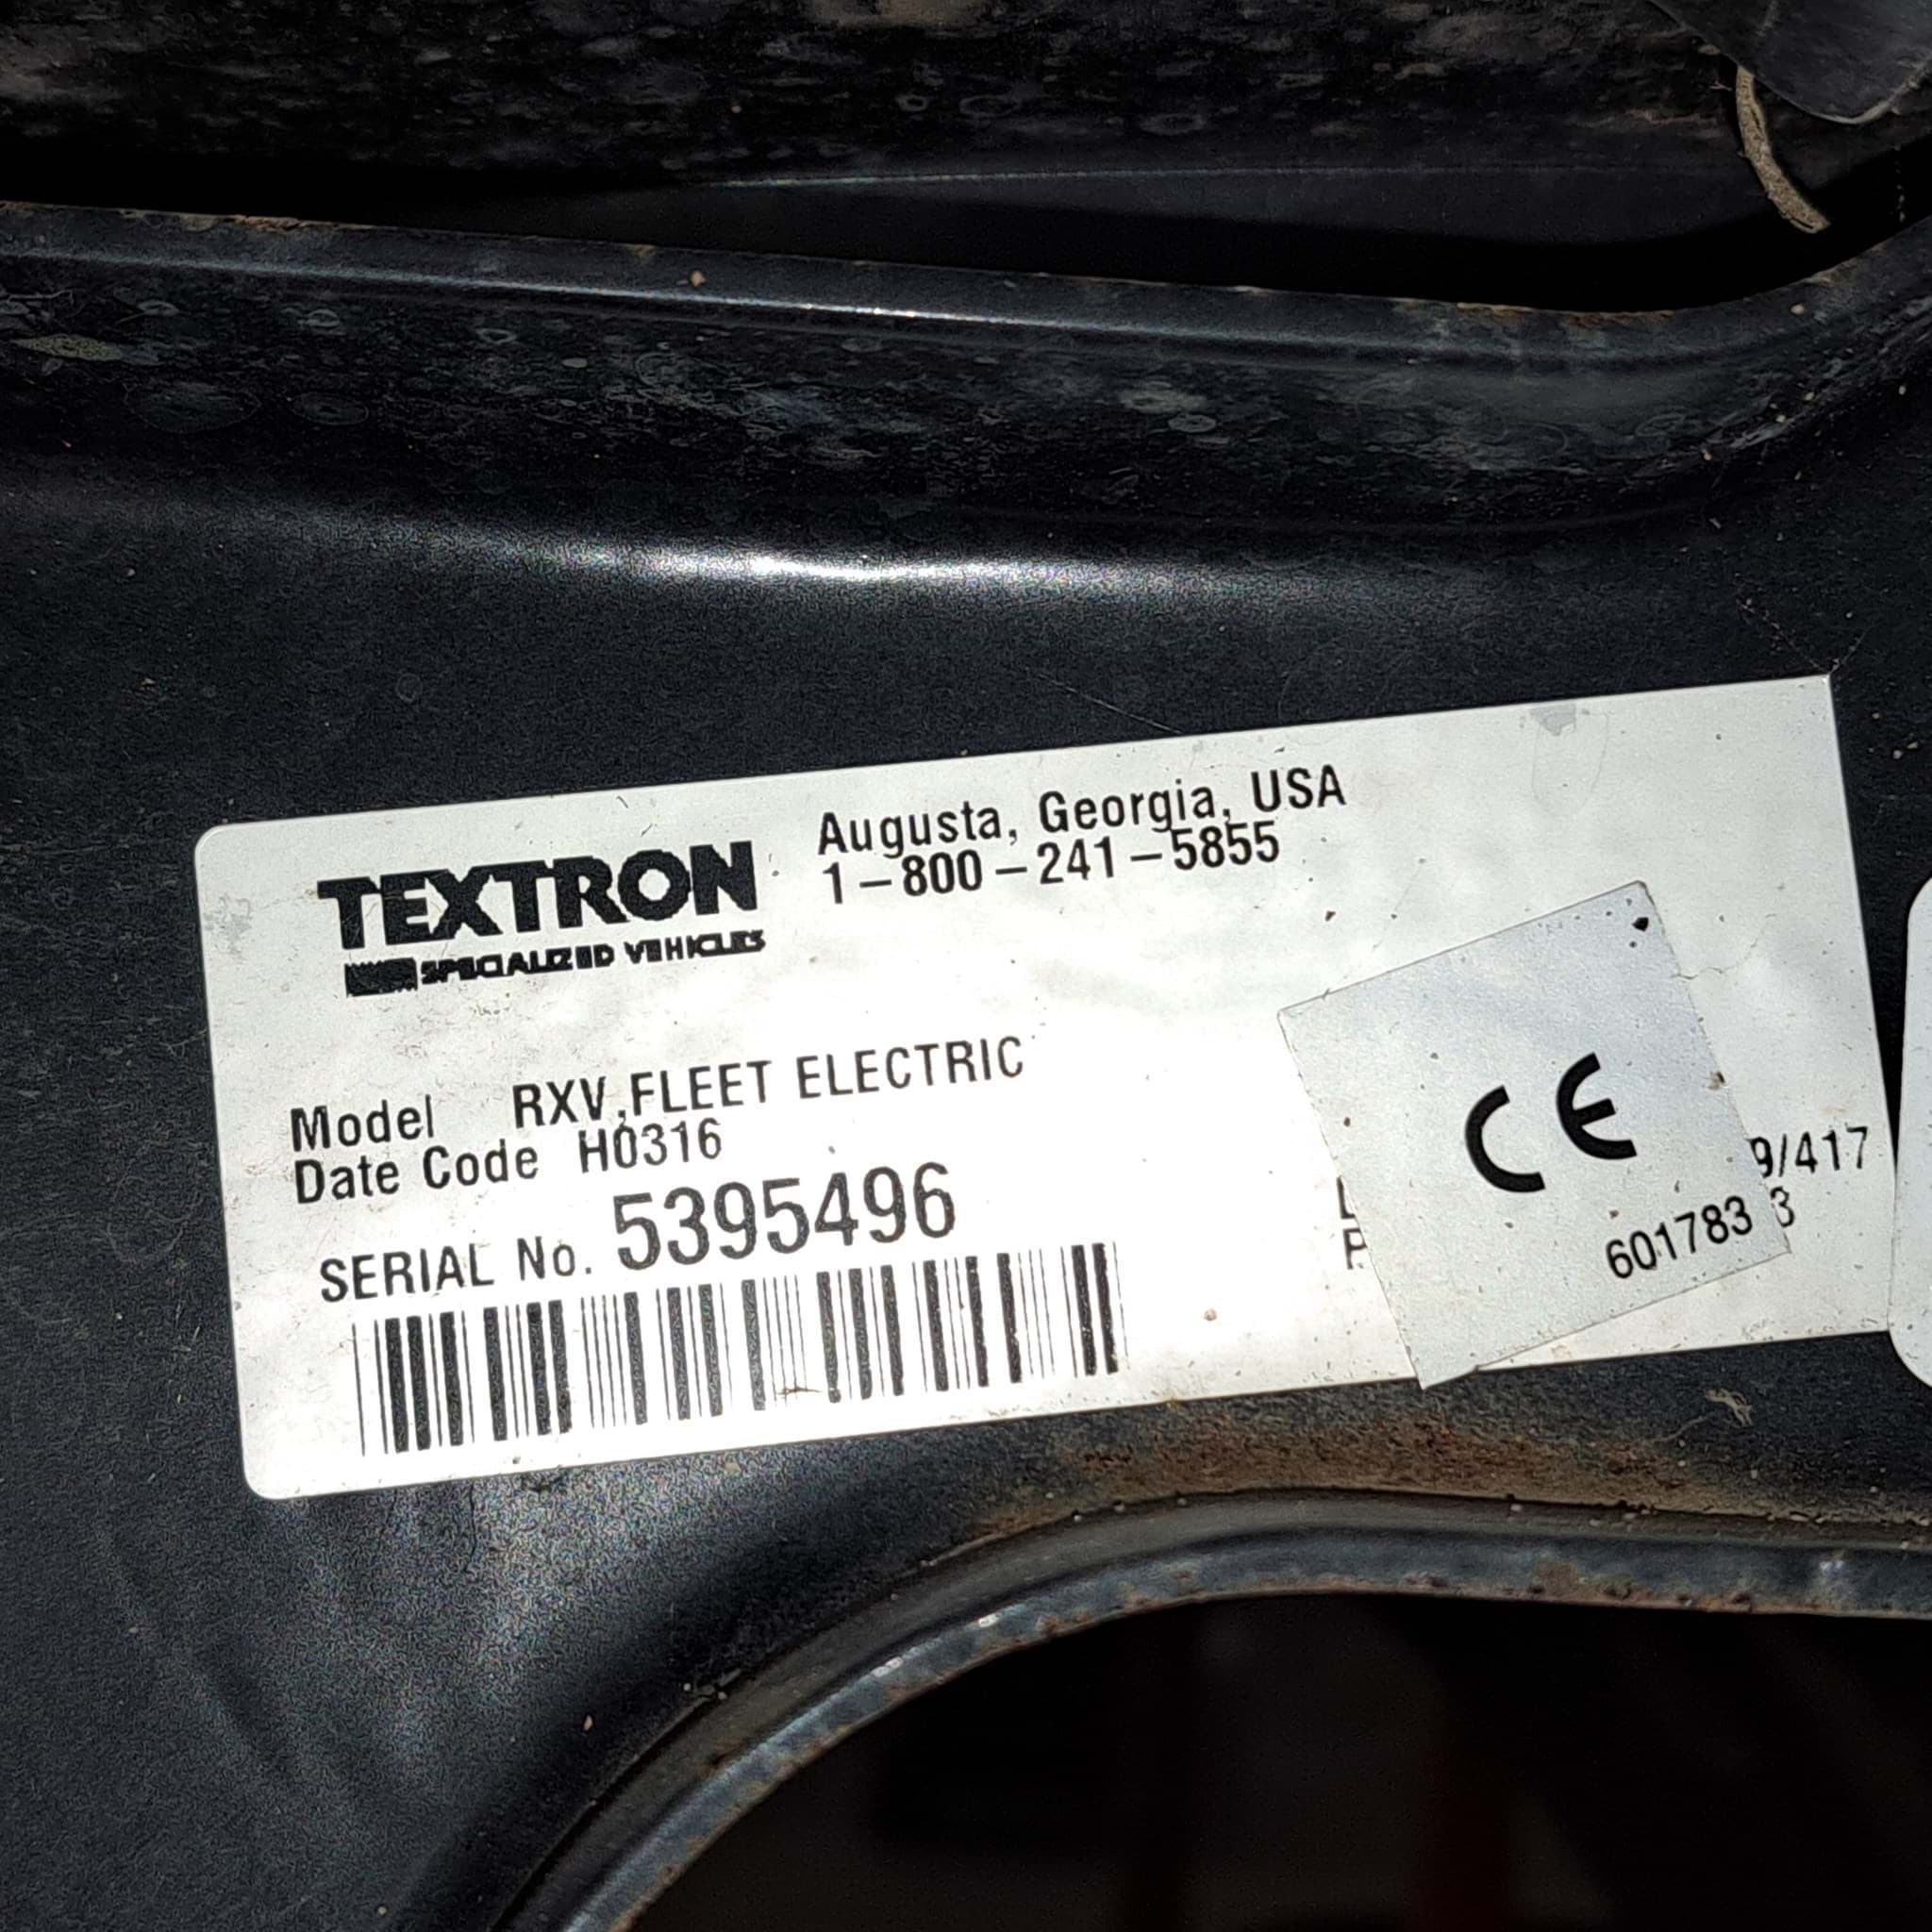 TEXTRON
SPECIALIZED VEHICLES
Augusta, Georgia, USA
1-800-241-5855
Model RXV,FLEET ELECTRIC
Date Code H0316
SERIAL No. 5395496
CE
601783
9/417
3